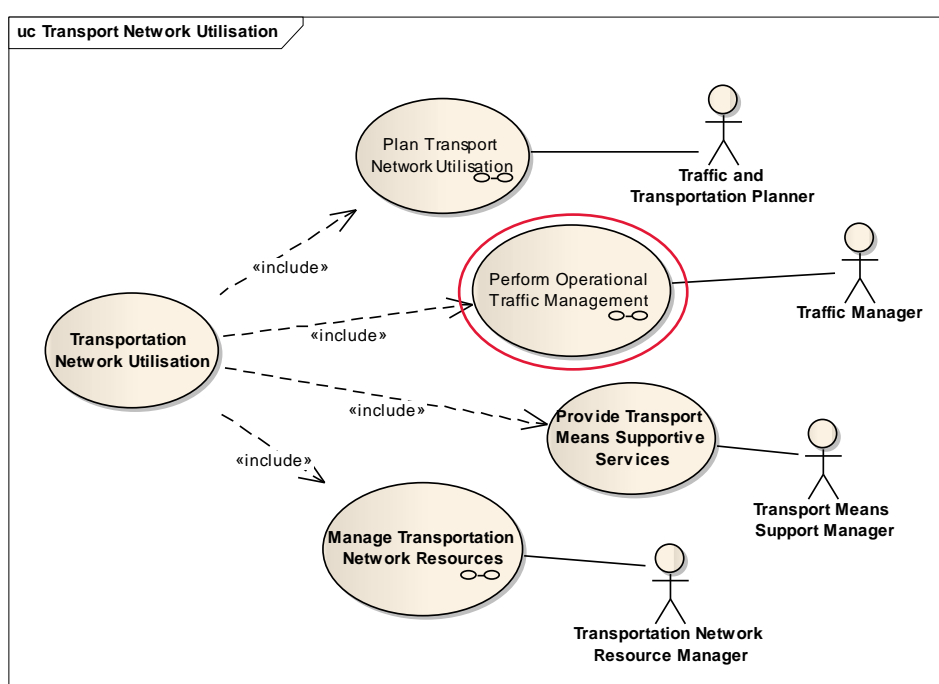 uc Transport Network Utilisation
Plan Transport
Network Utilisation
Traffic and
Transportation Planner
«include»
Perform Operational
Traffic Management
Traffic Manager
«include»
Transportation
Network Utilisation
«include»
Provide Transport
Means Supportive
Services
«include»
Transport Means
Support Manager
Manage Transportation
Network Resources
Transportation Network
Resource Manager